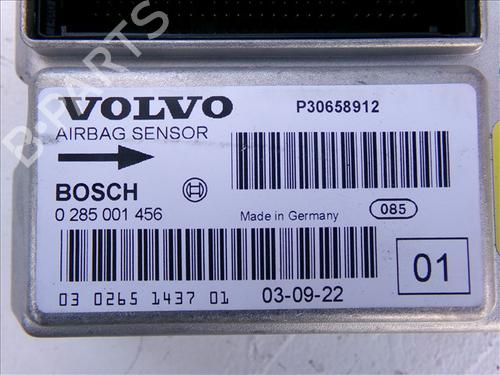 B-PARTS
VOLVO P30658912
AIRBAG SENSOR
BOSCH
0 285 001 456 Made in Germany 085
01
03 0265 1437 01 03-09-22